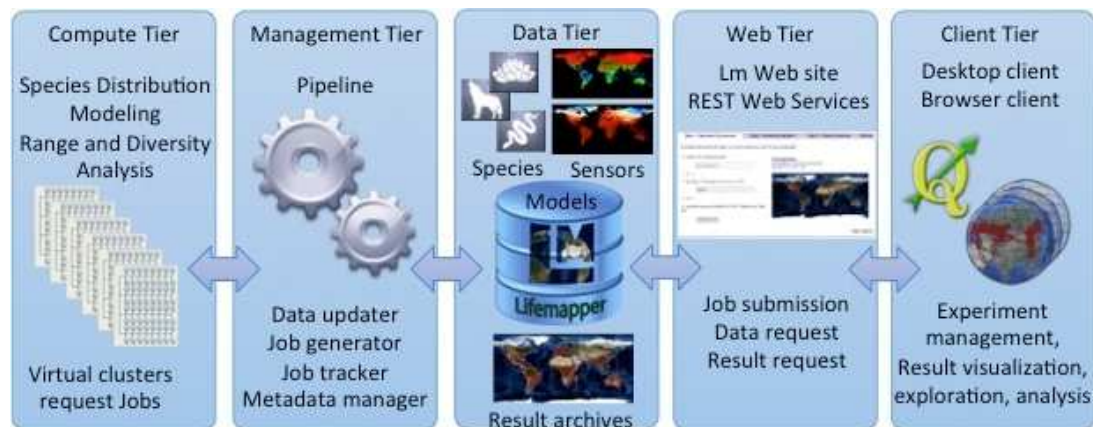 Compute Tier
Species Distribution
Modeling
Range and Diversity
Analysis
Virtual clusters
request Jobs
Management Tier
Pipeline
Data updater
Job generator
Job tracker
Metadata manager
Data Tier
Species
Sensors
Models
LM
Lifemapper
Result archives
Web Tier
Lm Web site
REST Web Services
Job submission
Data request
Result request
Client Tier
Desktop client
Browser client
Q
Experiment
management,
Result visualization,
exploration, analysis